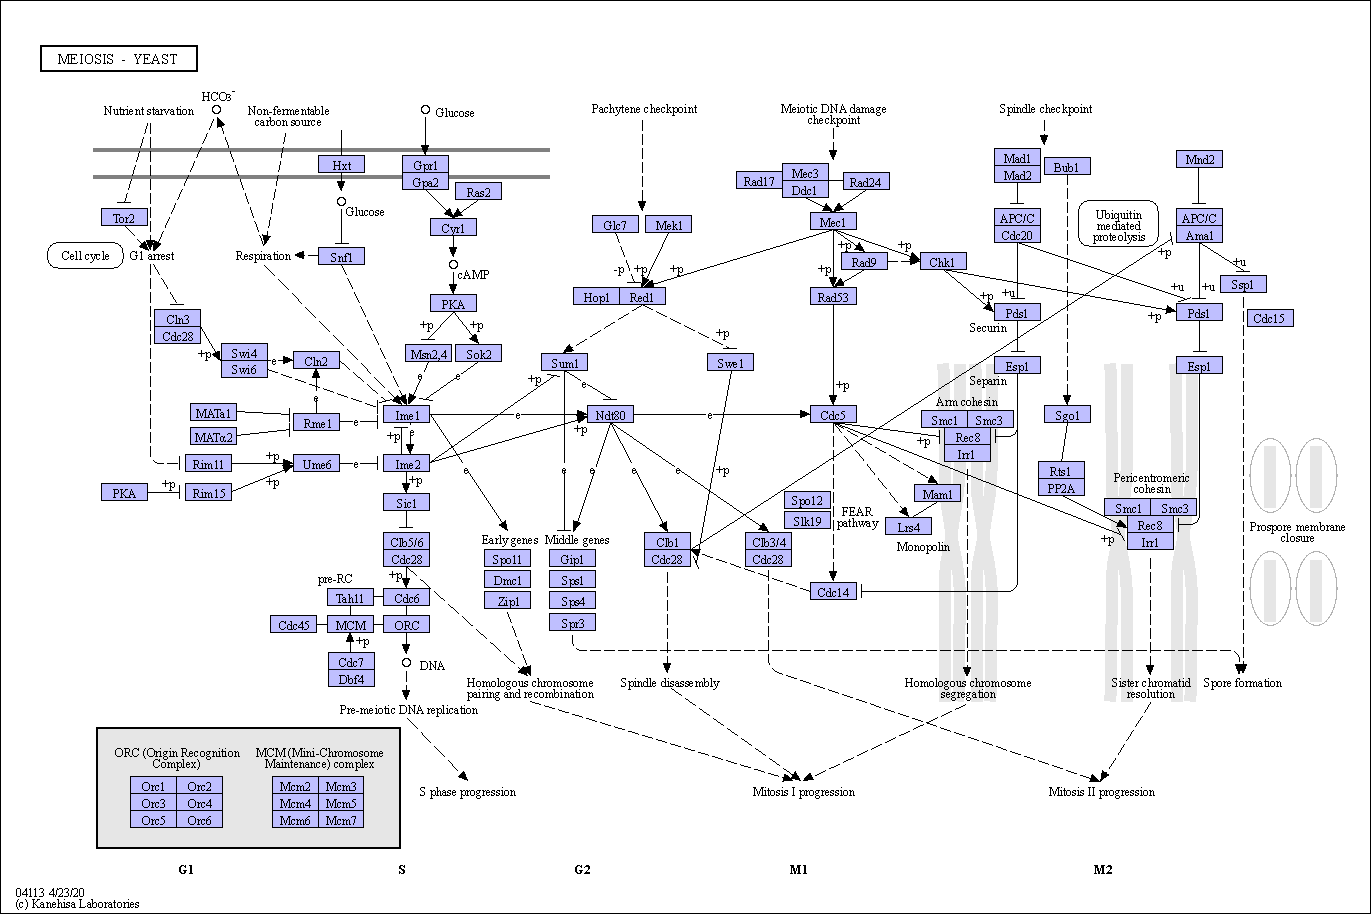 MEIOSIS - YEAST
Nutrient starvation
HCO3-
Non-fermentable
carbon source
Glucose
Pachytene checkpoint
Meiotic DNA damage
checkpoint
Spindle checkpoint
Hxt
Gpr1
Gpa2
Ras2
Glucose
Tor2
Cyr1
Cell cycle
G1 arrest
Respiration
Snf1
cAMP
PKA
+p
+p
Msn2,4
Sok2
e
e
Cln3
Cdc28
+p
Swi4
Swi6
e
Cln2
e
MATa1
MATα2
Rme1
e
Ime1
+p
e
Rim11
+p
Ume6
e
Ime2
PKA
+p
Rim15
+p
+p
Sic1
Clb5/6
Cdc28
+p
pre-RC
Tah11
Cdc6
Cdc45
MCM
ORC
+p
Cdc7
Dbf4
DNA
Pre-meiotic DNA replication
S phase progression
Glc7
Mek1
-p
+p
+p
Hop1
Red1
+p
Sum1
Swe1
+p
e
e
Ndt80
+p
e
e
e
e
e
e
+p
Early genes
Spo11
Dmc1
Zip1
Middle genes
Gip1
Sps1
Sps4
Spr3
Clb1
Cdc28
Clb3/4
Cdc28
Homologous chromosome
pairing and recombination
Spindle disassembly
Rad17
Mec3
Ddc1
Rad24
Mec1
+p
+p
+p
Rad9
Chk1
Rad53
+p
Cdc5
+p
Spo12
Slk19
FEAR
pathway
Mam1
Lrs4
Monopolin
Cdc14
Mad1
Mad2
Bub1
Mnd2
APC/C
Cdc20
Ubiquitin
mediated
proteolysis
APC/C
Ama1
+p
+u
+u
+u
+p
+p
Pds1
Securin
Pds1
Ssp1
Cdc15
Esp1
Separin
Esp1
Arm cohesin
Smc1
Smc3
Rec8
Irr1
Sgo1
Rts1
PP2A
Pericentromeric
cohesin
Smc1
Smc3
Rec8
Irr1
+p
Prospore membrane
closure
Homologous chromosome
segregation
Sister chromatid
resolution
Spore formation
Mitosis I progression
Mitosis II progression
ORC (Origin Recognition
Complex)
Orc1
Orc2
Orc3
Orc4
Orc5
Orc6
MCM (Mini-Chromosome
Maintenance) complex
Mcm2
Mcm3
Mcm4
Mcm5
Mcm6
Mcm7
G1
S
G2
M1
M2
04113 4/23/20
(c) Kanehisa Laboratories